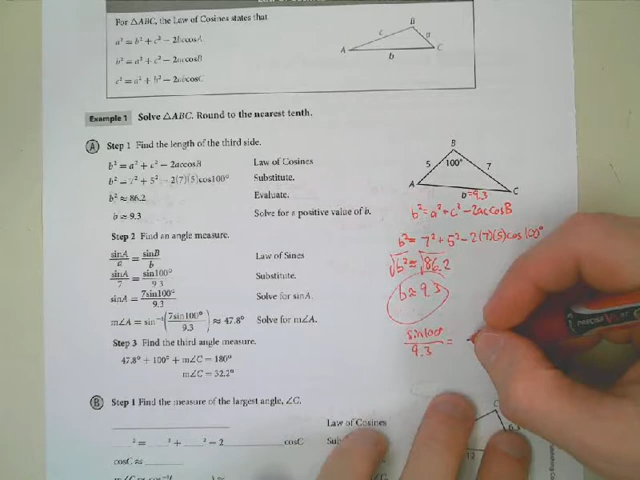 For △ABC, the Law of Cosines states that
a² = b² + c² − 2bccosA
b² = a² + c² − 2accosB
c² = a² + b² − 2abcosC
A
B
C
c
a
b
Example 1 Solve △ABC. Round to the nearest tenth.
A Step 1 Find the length of the third side.
b² = a² + c² − 2accosB Law of Cosines
b² = 7² + 5² − 2(7)(5)cos100° Substitute.
b² ≈ 86.2 Evaluate.
b ≈ 9.3 Solve for a positive value of b.
Step 2 Find an angle measure.
sinA/a = sinB/b Law of Sines
sinA/7 = sin100°/9.3 Substitute.
sinA = 7sin100°/9.3 Solve for sinA.
m∠A = sin⁻¹(7sin100°/9.3) ≈ 47.8° Solve for m∠A.
Step 3 Find the third angle measure.
47.8° + 100° + m∠C = 180°
m∠C = 32.2°
B
5
100°
7
A
C
b=9.3
b² = a² + c² − 2accosB
b² = 7² + 5² − 2(7)(5)cos100°
√b² ≈ √86.2
b ≈ 9.3
sin100°/9.3 =
B Step 1 Find the measure of the largest angle, ∠C.
Law of Cosines
² = ² + ² − 2 cosC
cosC ≈
12